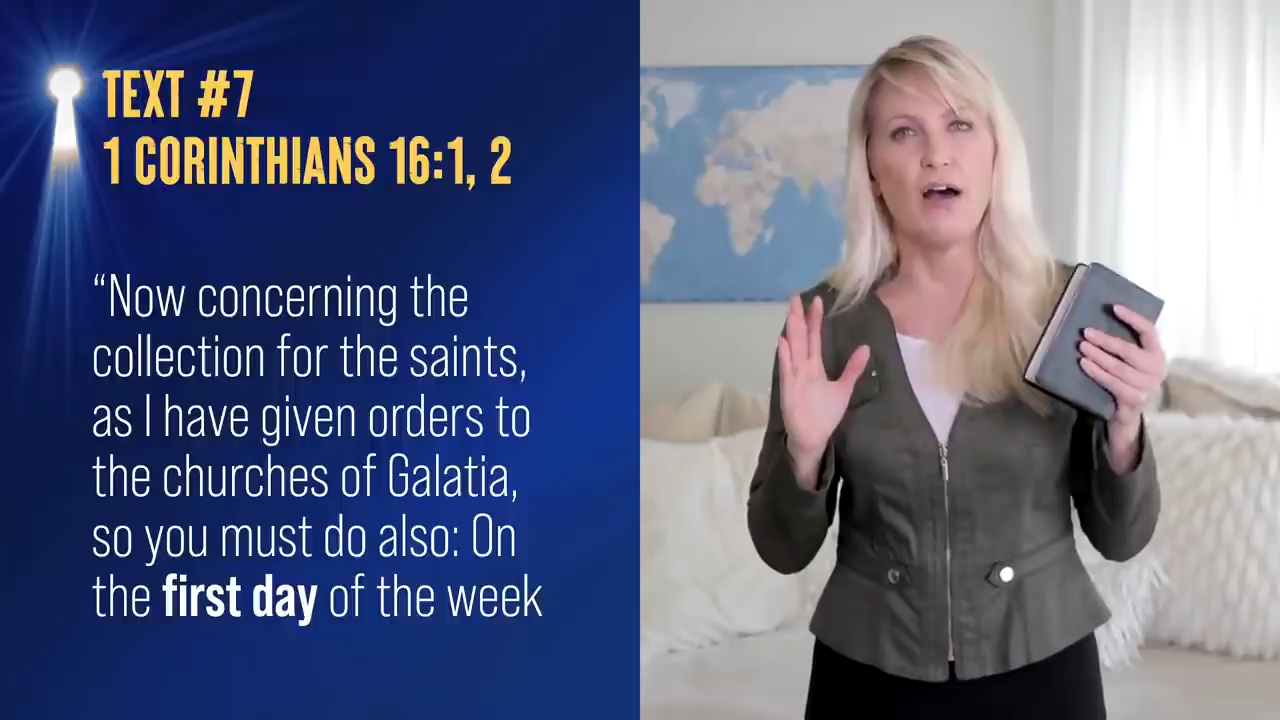 TEXT #7
1 CORINTHIANS 16:1, 2
“Now concerning the
collection for the saints,
as I have given orders to
the churches of Galatia,
so you must do also: On
the first day of the week